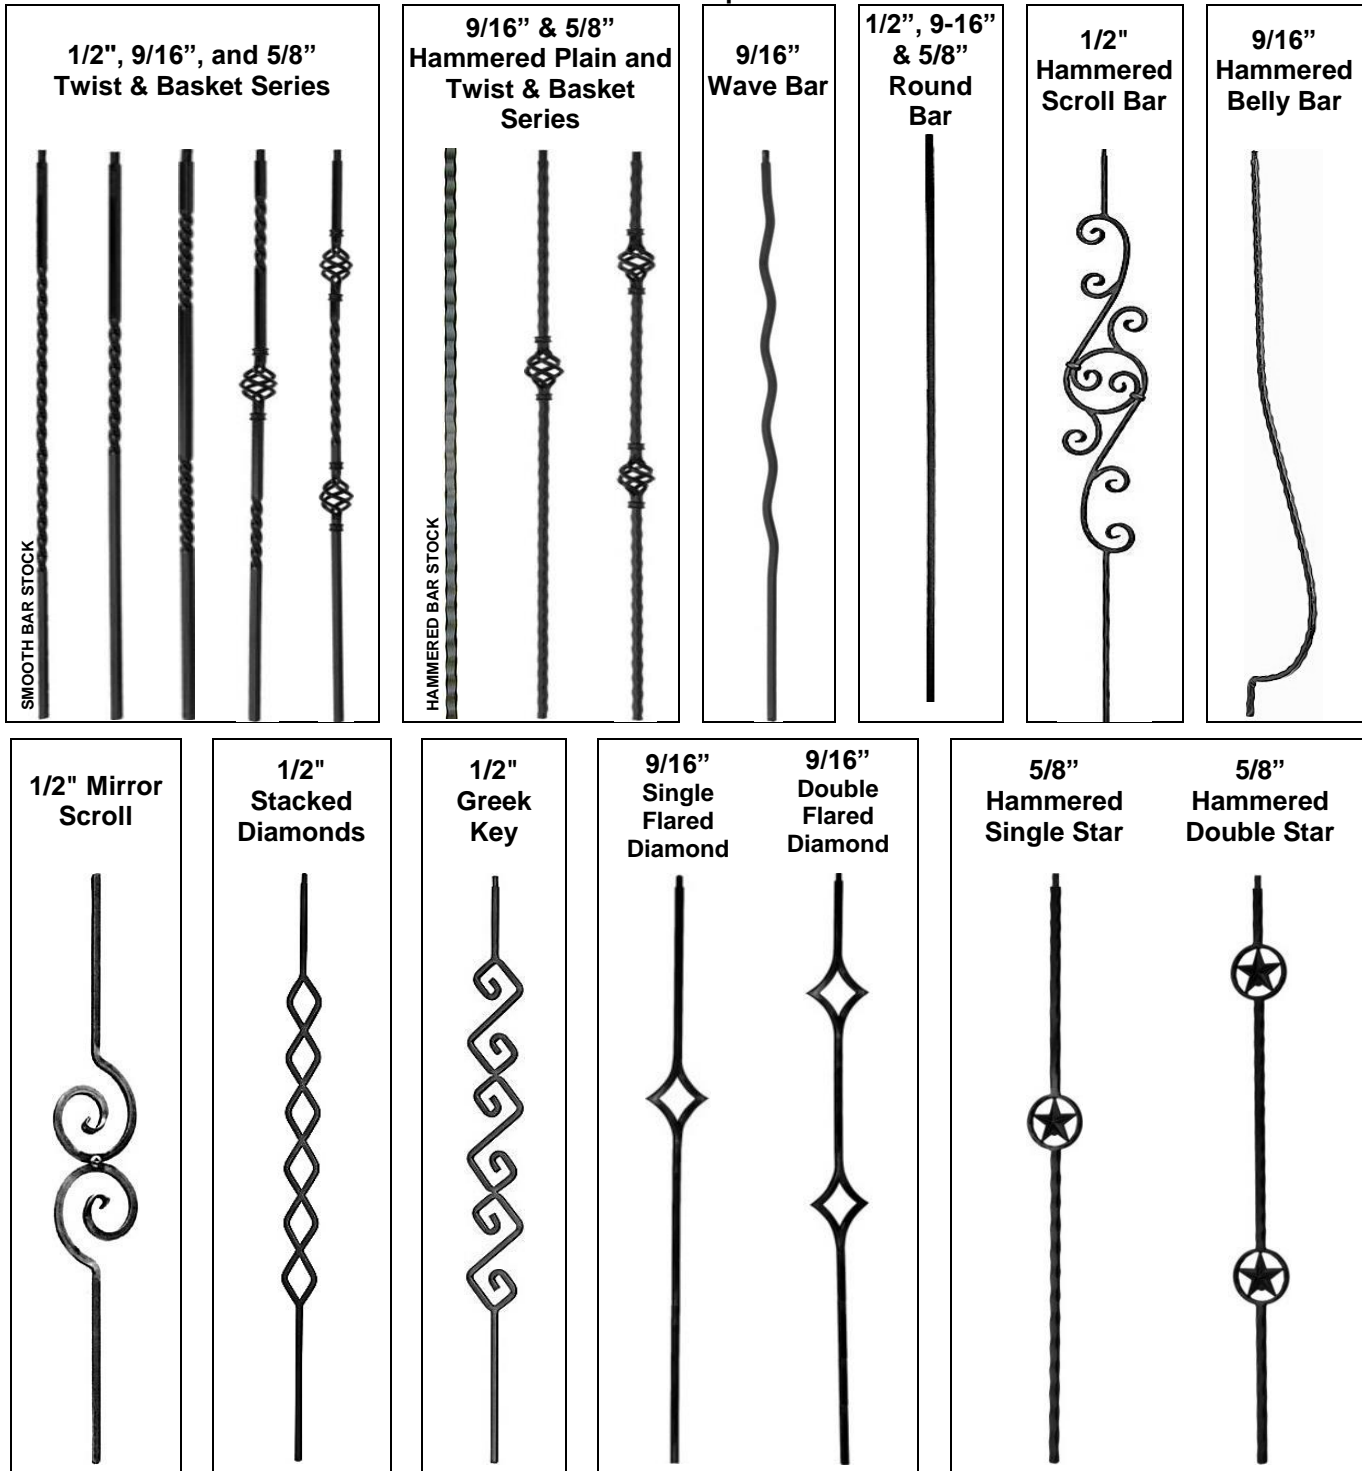 1/2", 9/16”, and 5/8”
Twist & Basket Series
SMOOTH BAR STOCK
9/16” & 5/8”
Hammered Plain and
Twist & Basket
Series
HAMMERED BAR STOCK
9/16”
Wave Bar
1/2”, 9-16”
& 5/8”
Round
Bar
1/2"
Hammered
Scroll Bar
9/16”
Hammered
Belly Bar
1/2" Mirror
Scroll
1/2"
Stacked
Diamonds
1/2"
Greek
Key
9/16”
Single
Flared
Diamond
9/16”
Double
Flared
Diamond
5/8”
Hammered
Single Star
5/8”
Hammered
Double Star